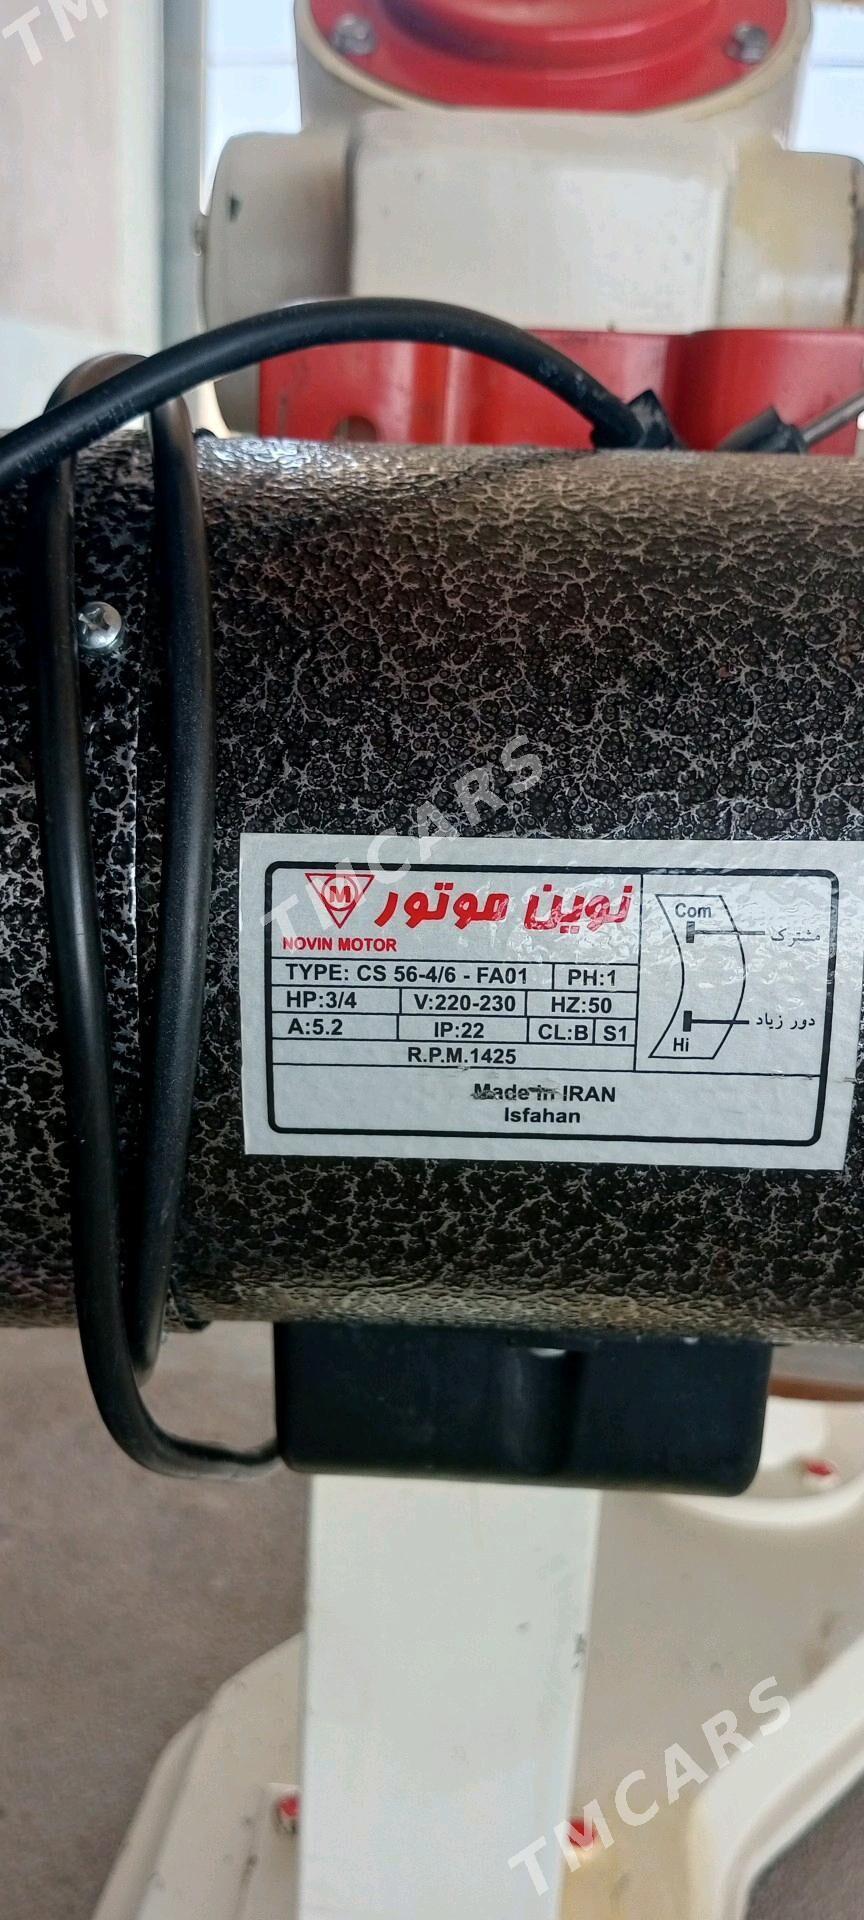 TM
TMCARS
M نوین موتور
NOVIN MOTOR
TYPE: CS 56-4/6 - FA01 PH:1
HP:3/4 V:220-230 HZ:50
A:5.2 IP:22 CL:B S1
R.P.M.1425
Made in IRAN
Isfahan
Com مشترک
Hi دور زیاد
TMCARS